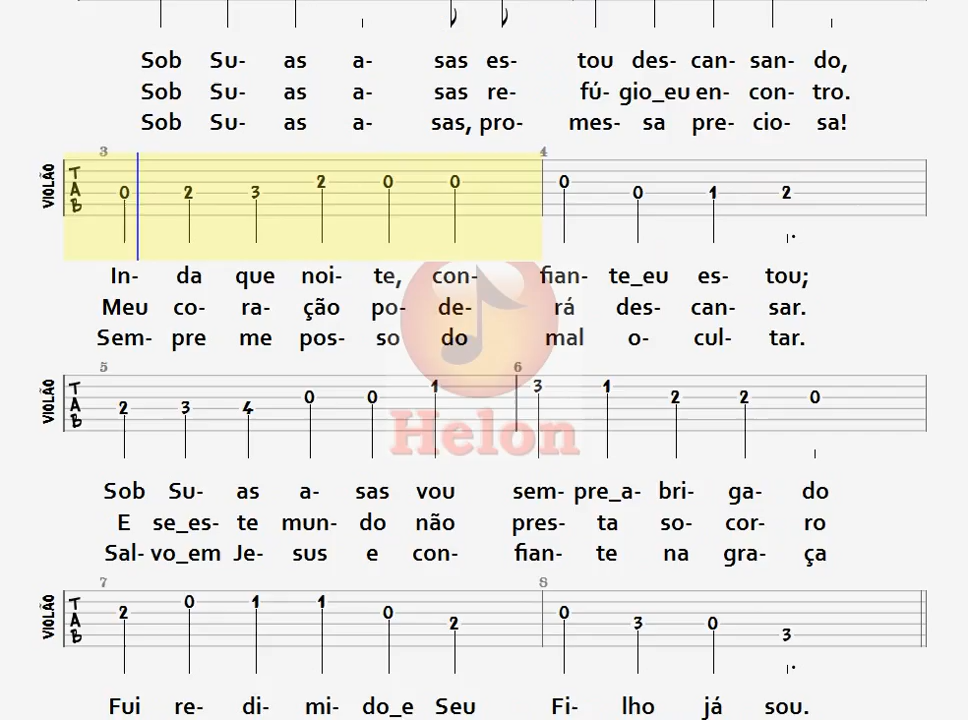 Sob Su- as a- sas es- tou des- can- san- do,
Sob Su- as a- sas re- fú- gio_eu en- con- tro.
Sob Su- as a- sas, pro- mes- sa pre- cio- sa!
3 4
VIOLÃO TAB 0 2 3 2 0 0 0 0 1 2
In- da que noi- te, con- fian- te_eu es- tou;
Meu co- ra- ção po- de- rá des- can- sar.
Sem- pre me pos- so do mal o- cul- tar.
5 6
VIOLÃO TAB 2 3 4 0 0 1 3 1 2 2 0
Helon
Sob Su- as a- sas vou sem- pre_a- bri- ga- do
E se_es- te mun- do não pres- ta so- cor- ro
Sal- vo_em Je- sus e con- fian- te na gra- ça
7 8
VIOLÃO TAB 2 0 1 1 0 2 0 3 0 3
Fui re- di- mi- do_e Seu Fi- lho já sou.